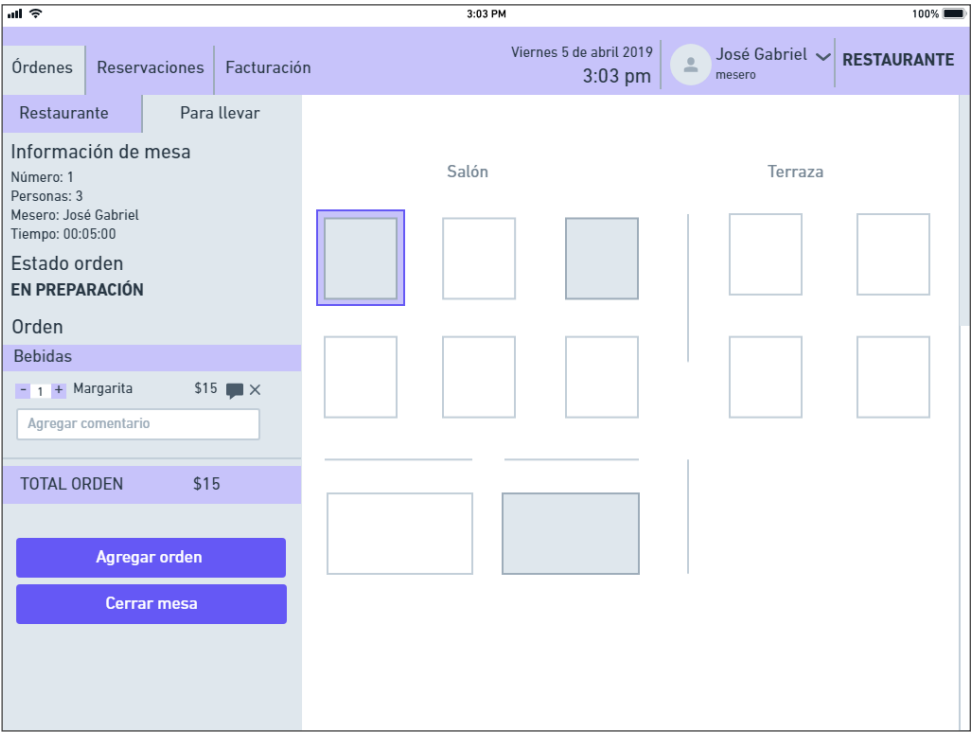 3:03 PM
100%
Órdenes
Reservaciones
Facturación
Viernes 5 de abril 2019
3:03 pm
José Gabriel
mesero
RESTAURANTE
Restaurante
Para llevar
Información de mesa
Número: 1
Personas: 3
Mesero: José Gabriel
Tiempo: 00:05:00
Estado orden
EN PREPARACIÓN
Orden
Bebidas
- 1 + Margarita $15
Agregar comentario
TOTAL ORDEN $15
Agregar orden
Cerrar mesa
Salón
Terraza